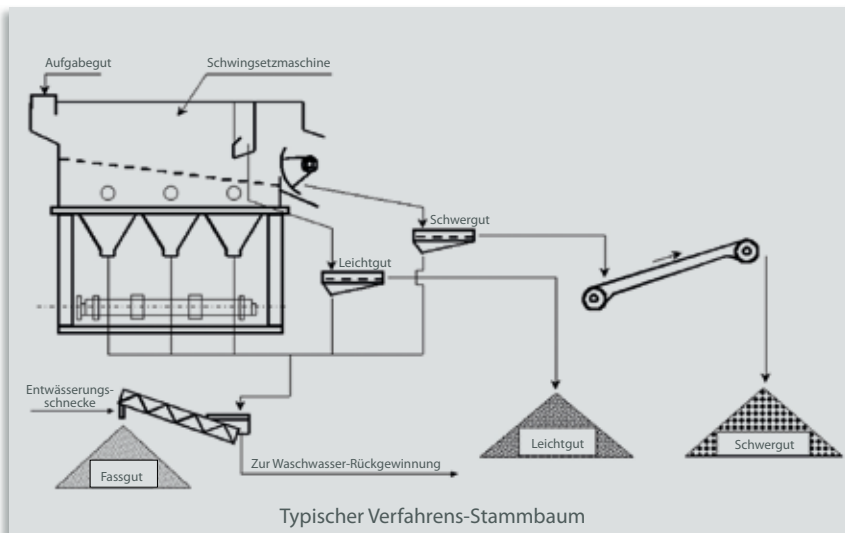 Aufgabegut
Schwingsetzmaschine
Schwergut
Leichtgut
Entwässerungs-
schnecke
Fassgut
Zur Waschwasser-Rückgewinnung
Leichtgut
Schwergut
Typischer Verfahrens-Stammbaum